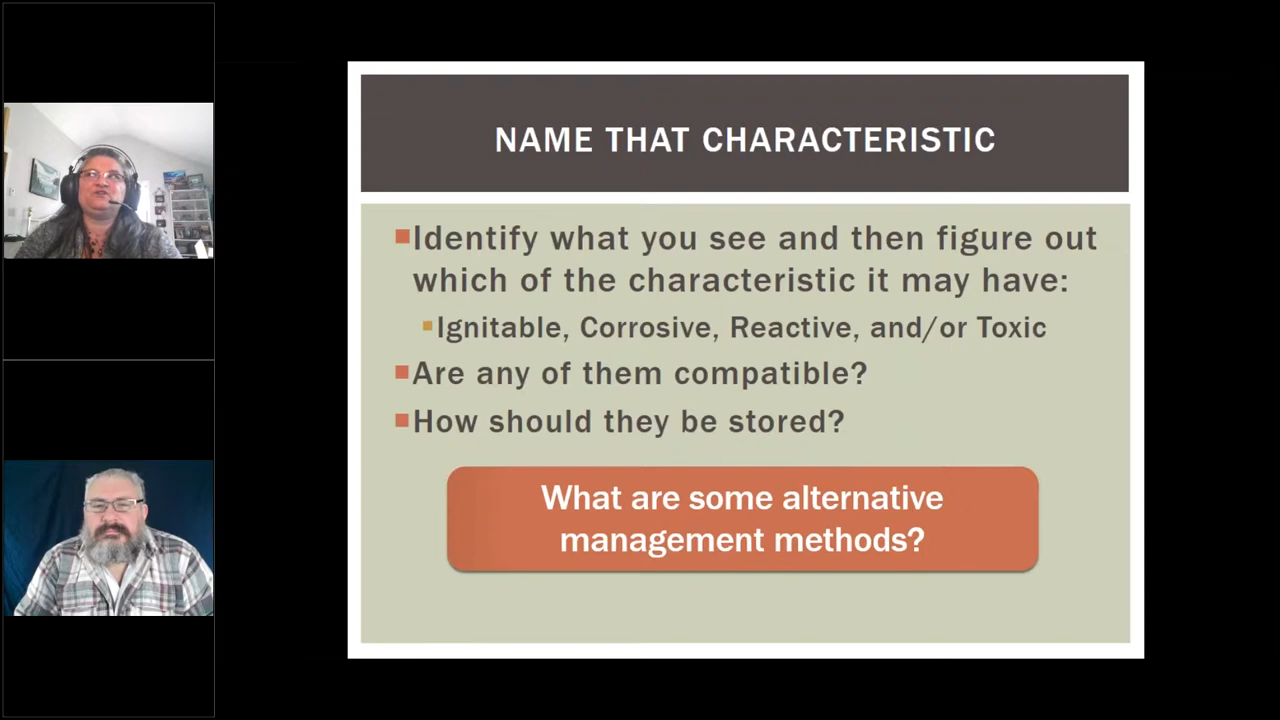 NAME THAT CHARACTERISTIC
Identify what you see and then figure out
which of the characteristic it may have:
Ignitable, Corrosive, Reactive, and/or Toxic
Are any of them compatible?
How should they be stored?
What are some alternative
management methods?